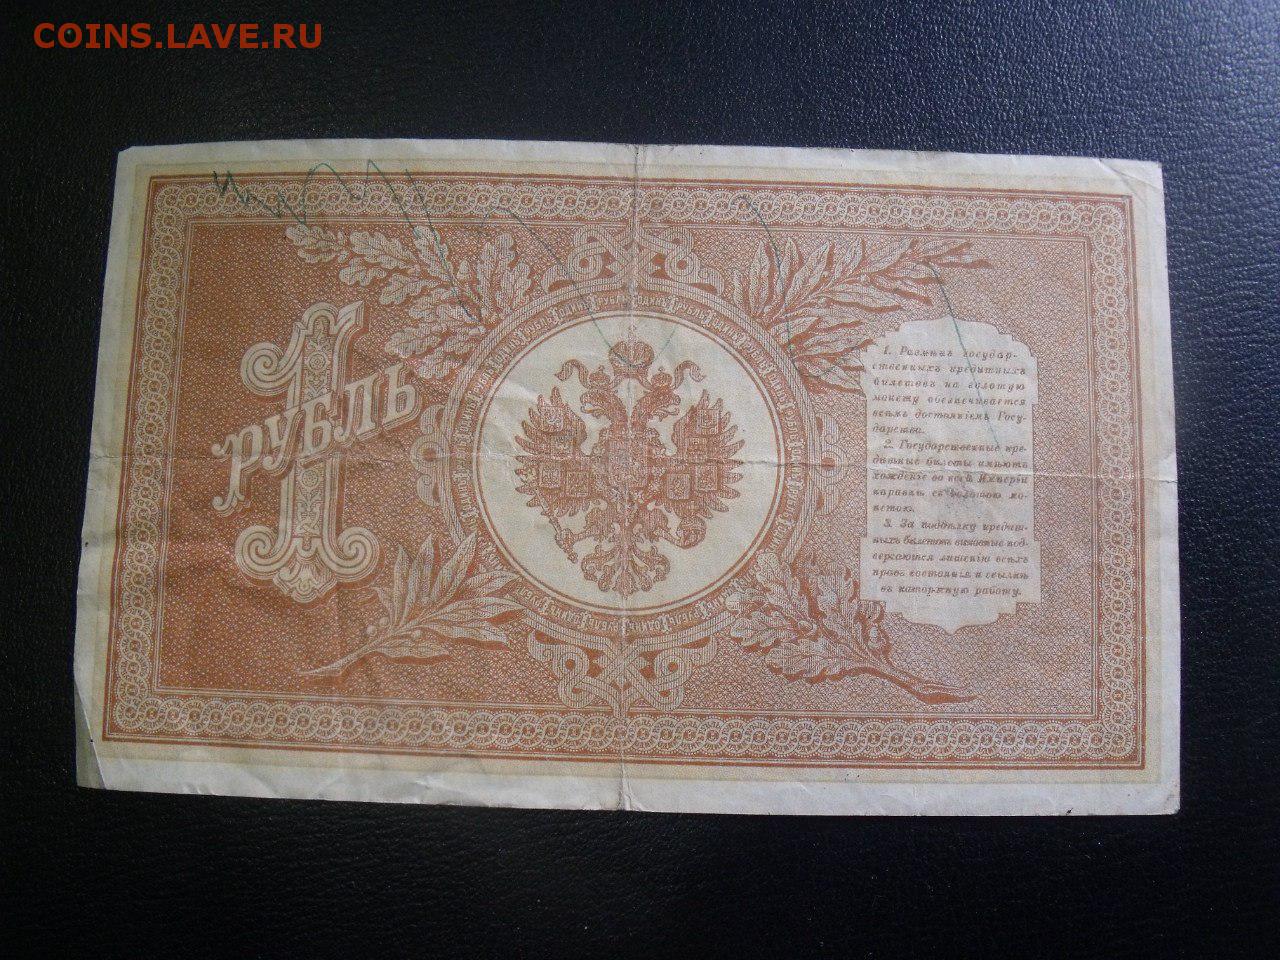 COINS.LAVE.RU
1
РУБЛЬ
1. Размѣнъ государ-
ственныхъ кредитныхъ
билетовъ на золотую
монету обезпечивается
всѣмъ достояніемъ Госу-
дарства.
2. Государственные кре-
дитные билеты имѣютъ
хожденіе во всей Имперіи
наравнѣ съ золотою мо-
нетою.
3. За поддѣлку кредит-
ныхъ билетовъ виновные под-
вергаются лишенію всѣхъ
правъ состоянія и ссылкѣ
въ каторжную работу.